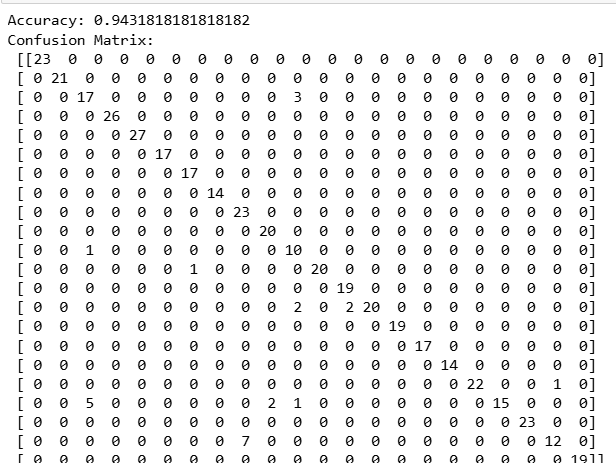 Accuracy: 0.9431818181818182
Confusion Matrix:
[[23 0 0 0 0 0 0 0 0 0 0 0 0 0 0 0 0 0 0 0 0 0]
[ 0 21 0 0 0 0 0 0 0 0 0 0 0 0 0 0 0 0 0 0 0 0]
[ 0 0 17 0 0 0 0 0 0 0 3 0 0 0 0 0 0 0 0 0 0 0]
[ 0 0 0 26 0 0 0 0 0 0 0 0 0 0 0 0 0 0 0 0 0 0]
[ 0 0 0 0 27 0 0 0 0 0 0 0 0 0 0 0 0 0 0 0 0 0]
[ 0 0 0 0 0 17 0 0 0 0 0 0 0 0 0 0 0 0 0 0 0 0]
[ 0 0 0 0 0 0 17 0 0 0 0 0 0 0 0 0 0 0 0 0 0 0]
[ 0 0 0 0 0 0 0 14 0 0 0 0 0 0 0 0 0 0 0 0 0 0]
[ 0 0 0 0 0 0 0 0 23 0 0 0 0 0 0 0 0 0 0 0 0 0]
[ 0 0 0 0 0 0 0 0 0 20 0 0 0 0 0 0 0 0 0 0 0 0]
[ 0 0 1 0 0 0 0 0 0 0 10 0 0 0 0 0 0 0 0 0 0 0]
[ 0 0 0 0 0 0 1 0 0 0 0 20 0 0 0 0 0 0 0 0 0 0]
[ 0 0 0 0 0 0 0 0 0 0 0 0 19 0 0 0 0 0 0 0 0 0]
[ 0 0 0 0 0 0 0 0 0 0 2 0 2 20 0 0 0 0 0 0 0 0]
[ 0 0 0 0 0 0 0 0 0 0 0 0 0 0 19 0 0 0 0 0 0 0]
[ 0 0 0 0 0 0 0 0 0 0 0 0 0 0 0 17 0 0 0 0 0 0]
[ 0 0 0 0 0 0 0 0 0 0 0 0 0 0 0 0 14 0 0 0 0 0]
[ 0 0 0 0 0 0 0 0 0 0 0 0 0 0 0 0 0 22 0 0 1 0]
[ 0 0 5 0 0 0 0 0 0 2 1 0 0 0 0 0 0 0 15 0 0 0]
[ 0 0 0 0 0 0 0 0 0 0 0 0 0 0 0 0 0 0 0 23 0 0]
[ 0 0 0 0 0 0 0 0 7 0 0 0 0 0 0 0 0 0 0 0 12 0]
[ 0 0 0 0 0 0 0 0 0 0 0 0 0 0 0 0 0 0 0 0 0 19]]